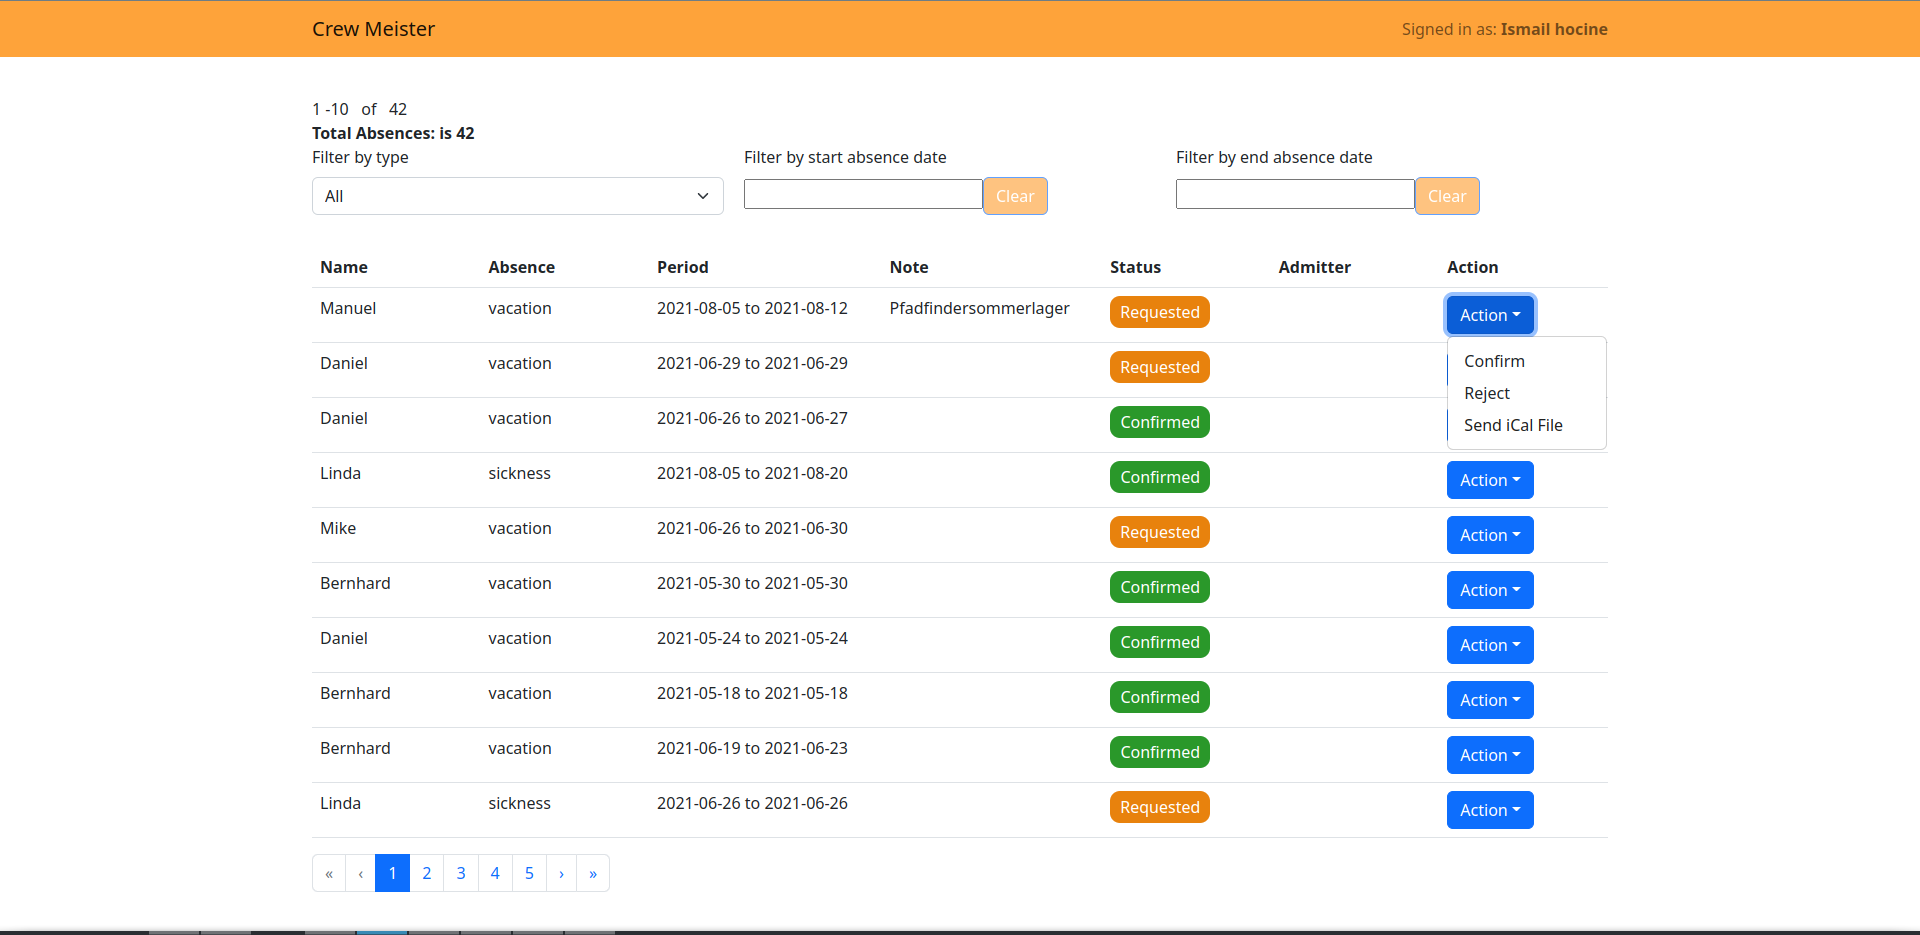 Crew Meister
Signed in as: Ismail hocine
1 -10 of 42
Total Absences: is 42
Filter by type
Filter by start absence date
Filter by end absence date
All
Clear
Clear
Name Absence Period Note Status Admitter Action
Manuel vacation 2021-08-05 to 2021-08-12 Pfadfindersommerlager Requested Action
Daniel vacation 2021-06-29 to 2021-06-29 Requested
Confirm
Reject
Send iCal File
Daniel vacation 2021-06-26 to 2021-06-27 Confirmed
Linda sickness 2021-08-05 to 2021-08-20 Confirmed Action
Mike vacation 2021-06-26 to 2021-06-30 Requested Action
Bernhard vacation 2021-05-30 to 2021-05-30 Confirmed Action
Daniel vacation 2021-05-24 to 2021-05-24 Confirmed Action
Bernhard vacation 2021-05-18 to 2021-05-18 Confirmed Action
Bernhard vacation 2021-06-19 to 2021-06-23 Confirmed Action
Linda sickness 2021-06-26 to 2021-06-26 Requested Action
« ‹ 1 2 3 4 5 › »